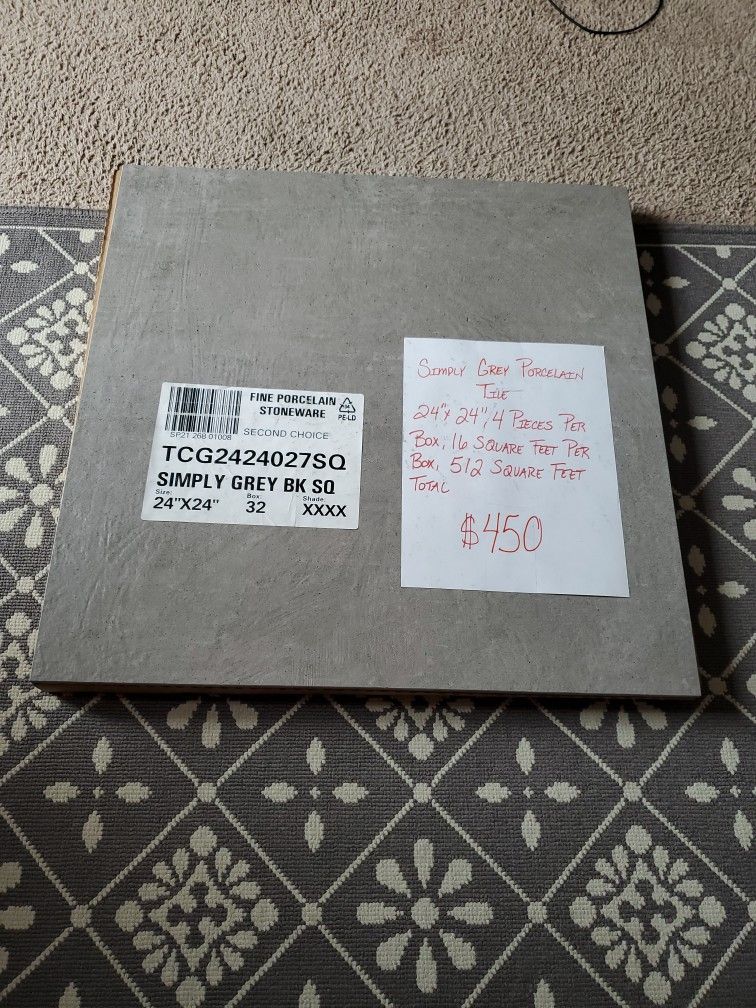 FINE PORCELAIN
STONEWARE
PE-LD
SP21 268 01008
SECOND CHOICE
TCG2424027SQ
SIMPLY GREY BK SQ
Size: Box: Shade:
24"X24" 32 XXXX
SIMPLY GREY PORCELAIN
TILE
24"x 24", 4 PIECES PER
BOX, 16 SQUARE FEET PER
BOX, 512 SQUARE FEET
TOTAL
$450